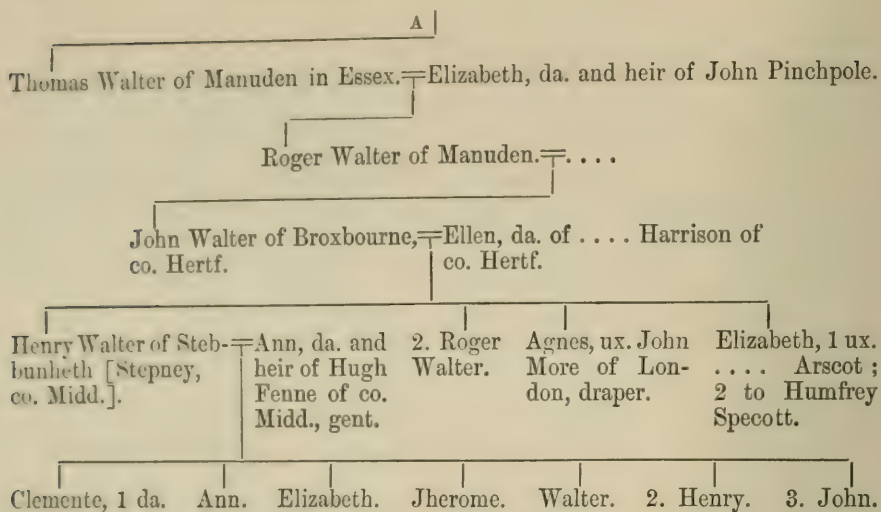 A
Thomas Walter of Manuden in Essex.=Elizabeth, da. and heir of John Pinchpole.
Roger Walter of Manuden.=. . . .
John Walter of Broxbourne,=Ellen, da. of . . . . Harrison of
co. Hertf. co. Hertf.
Henry Walter of Steb-=Ann, da. and 2. Roger Agnes, ux. John Elizabeth, 1 ux.
bunheth [Stepney, heir of Hugh Walter. More of Lon- . . . . Arscot ;
co. Midd.]. Fenne of co. don, draper. 2 to Humfrey
Midd., gent. Specott.
Clemente, 1 da. Ann. Elizabeth. Jherome. Walter. 2. Henry. 3. John.